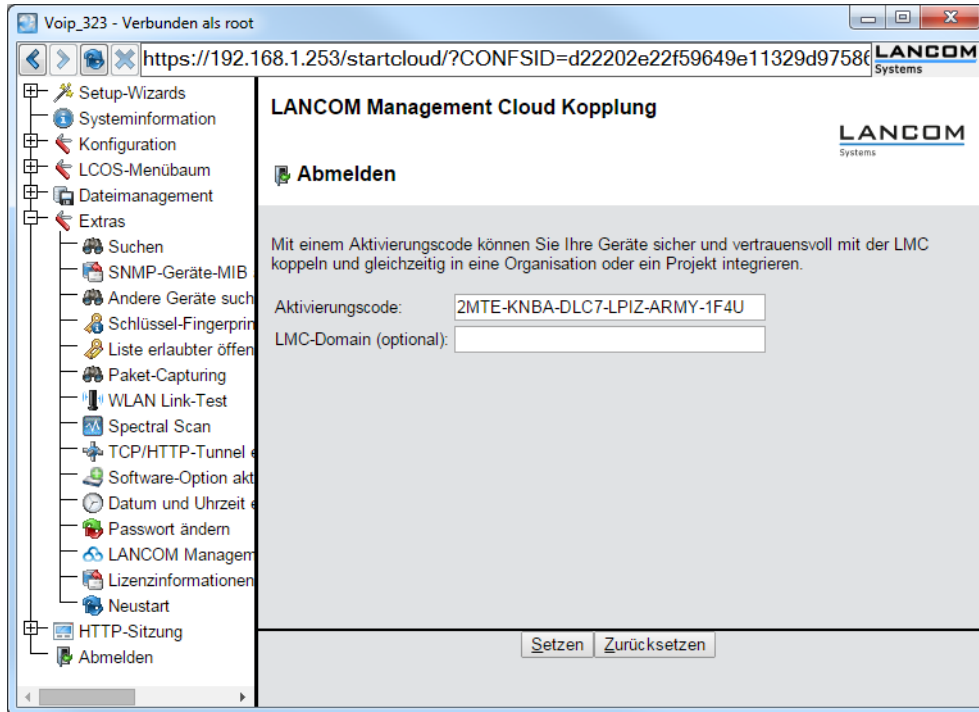 Voip_323 - Verbunden als root
https://192.168.1.253/startcloud/?CONFSID=d22202e22f59649e11329d9758
LANCOM
Systems
Setup-Wizards
Systeminformation
Konfiguration
LCOS-Menübaum
Dateimanagement
Extras
Suchen
SNMP-Geräte-MIB
Andere Geräte such
Schlüssel-Fingerprin
Liste erlaubter öffen
Paket-Capturing
WLAN Link-Test
Spectral Scan
TCP/HTTP-Tunnel e
Software-Option akt
Datum und Uhrzeit e
Passwort ändern
LANCOM Managem
Lizenzinformationen
Neustart
HTTP-Sitzung
Abmelden
LANCOM Management Cloud Kopplung
LANCOM
Systems
Abmelden
Mit einem Aktivierungscode können Sie Ihre Geräte sicher und vertrauensvoll mit der LMC
koppeln und gleichzeitig in eine Organisation oder ein Projekt integrieren.
Aktivierungscode: 2MTE-KNBA-DLC7-LPIZ-ARMY-1F4U
LMC-Domain (optional):
Setzen Zurücksetzen